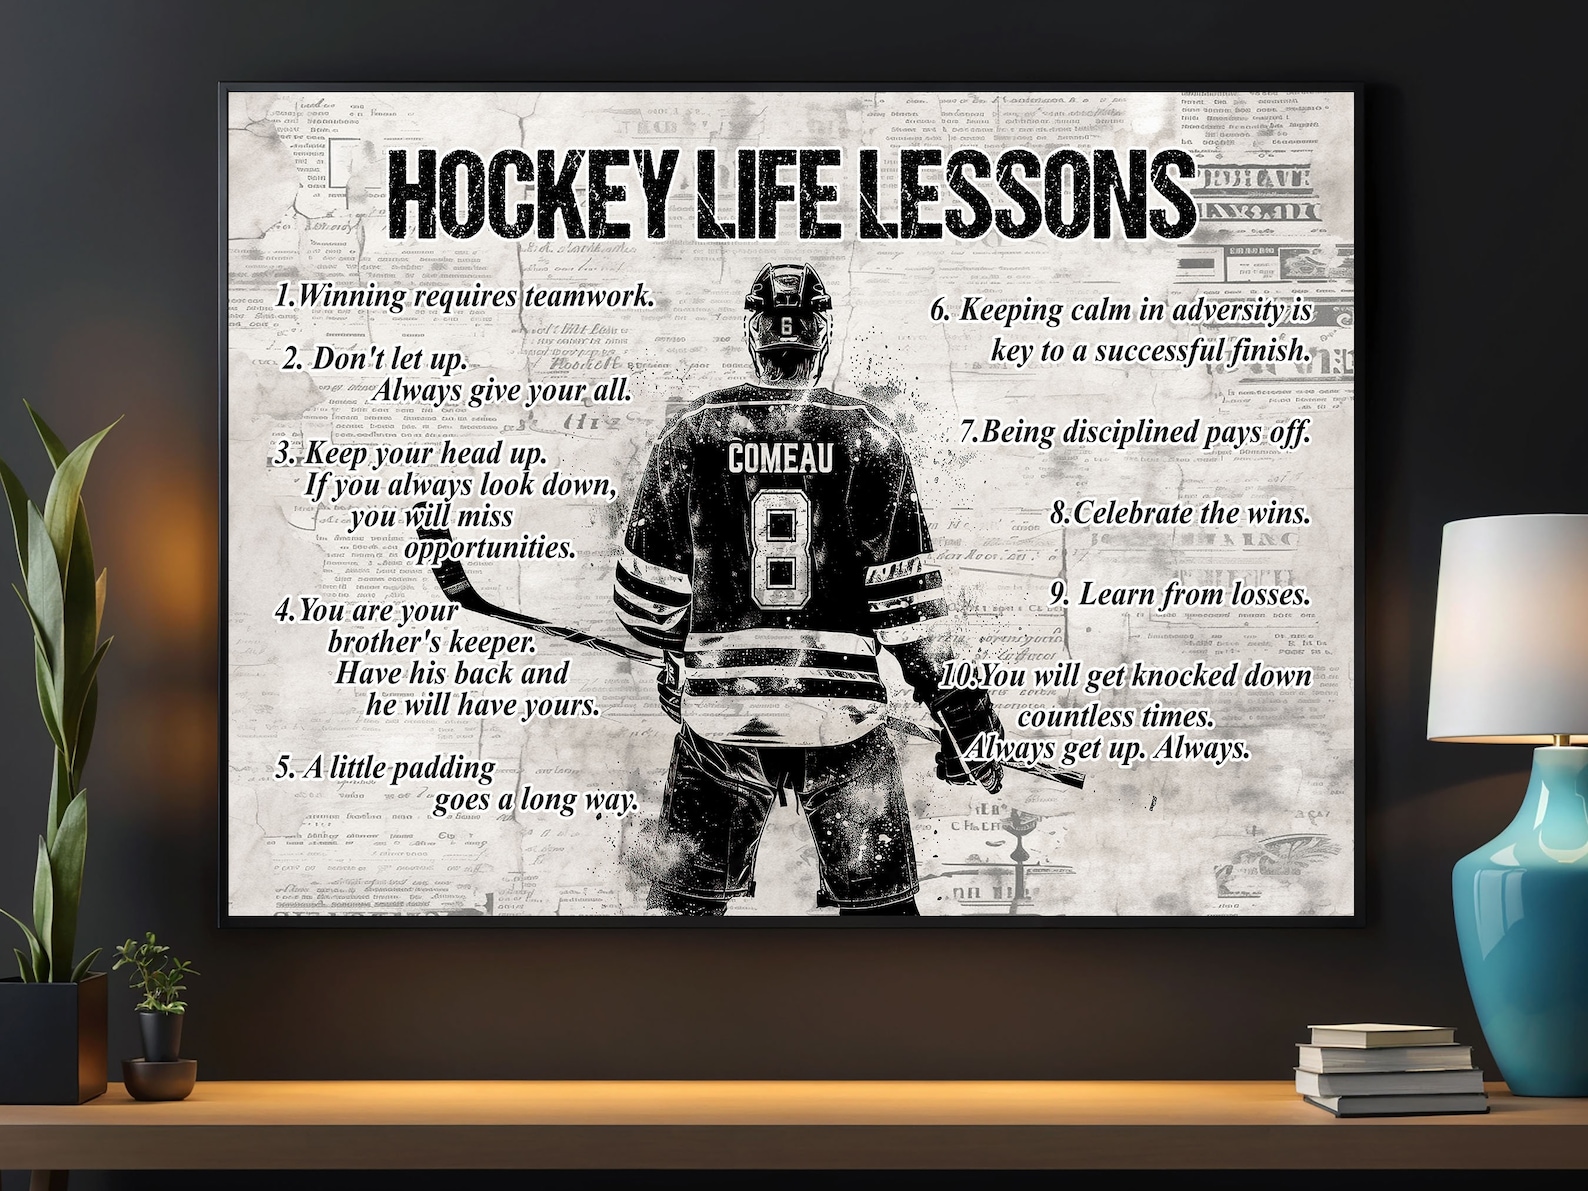 HOCKEY LIFE LESSONS
1.Winning requires teamwork.
2. Don't let up.
Always give your all.
3. Keep your head up.
If you always look down,
you will miss
opportunities.
4.You are your
brother's keeper.
Have his back and
he will have yours.
5. A little padding
goes a long way.
6
COMEAU
8
6. Keeping calm in adversity is
key to a successful finish.
7.Being disciplined pays off.
8.Celebrate the wins.
9. Learn from losses.
10.You will get knocked down
countless times.
Always get up. Always.